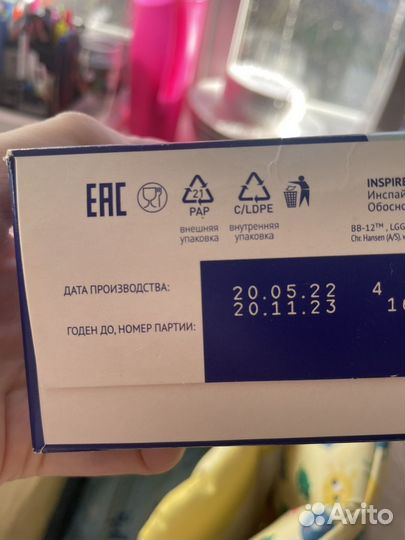 EAC
21
PAP
внешняя
упаковка
C/LDPE
внутренняя
упаковка
INSPIRE
Инспай
Обосно
BB-12™, LGG
Chr. Hansen (A/S).
ДАТА ПРОИЗВОДСТВА:
20.05.22 4
ГОДЕН ДО, НОМЕР ПАРТИИ:
20.11.23 1
Avito